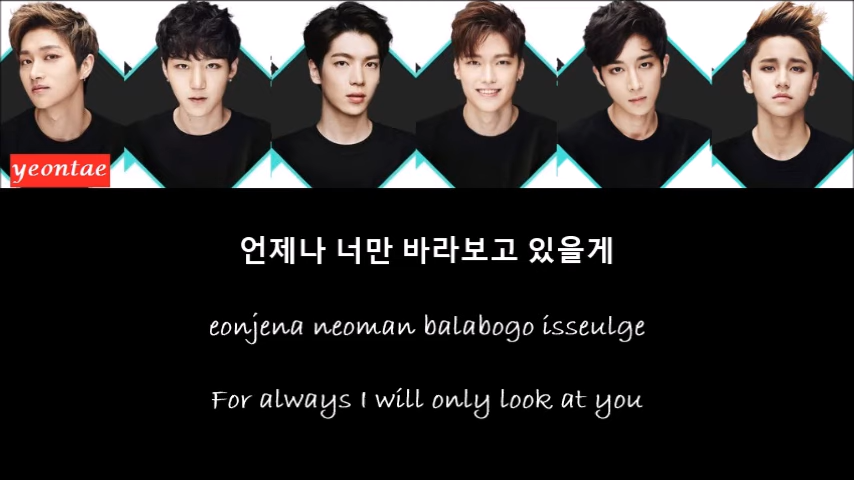 yeontae
언제나 너만 바라보고 있을게
eonjena neoman balabogo isseulge
For always I will only look at you